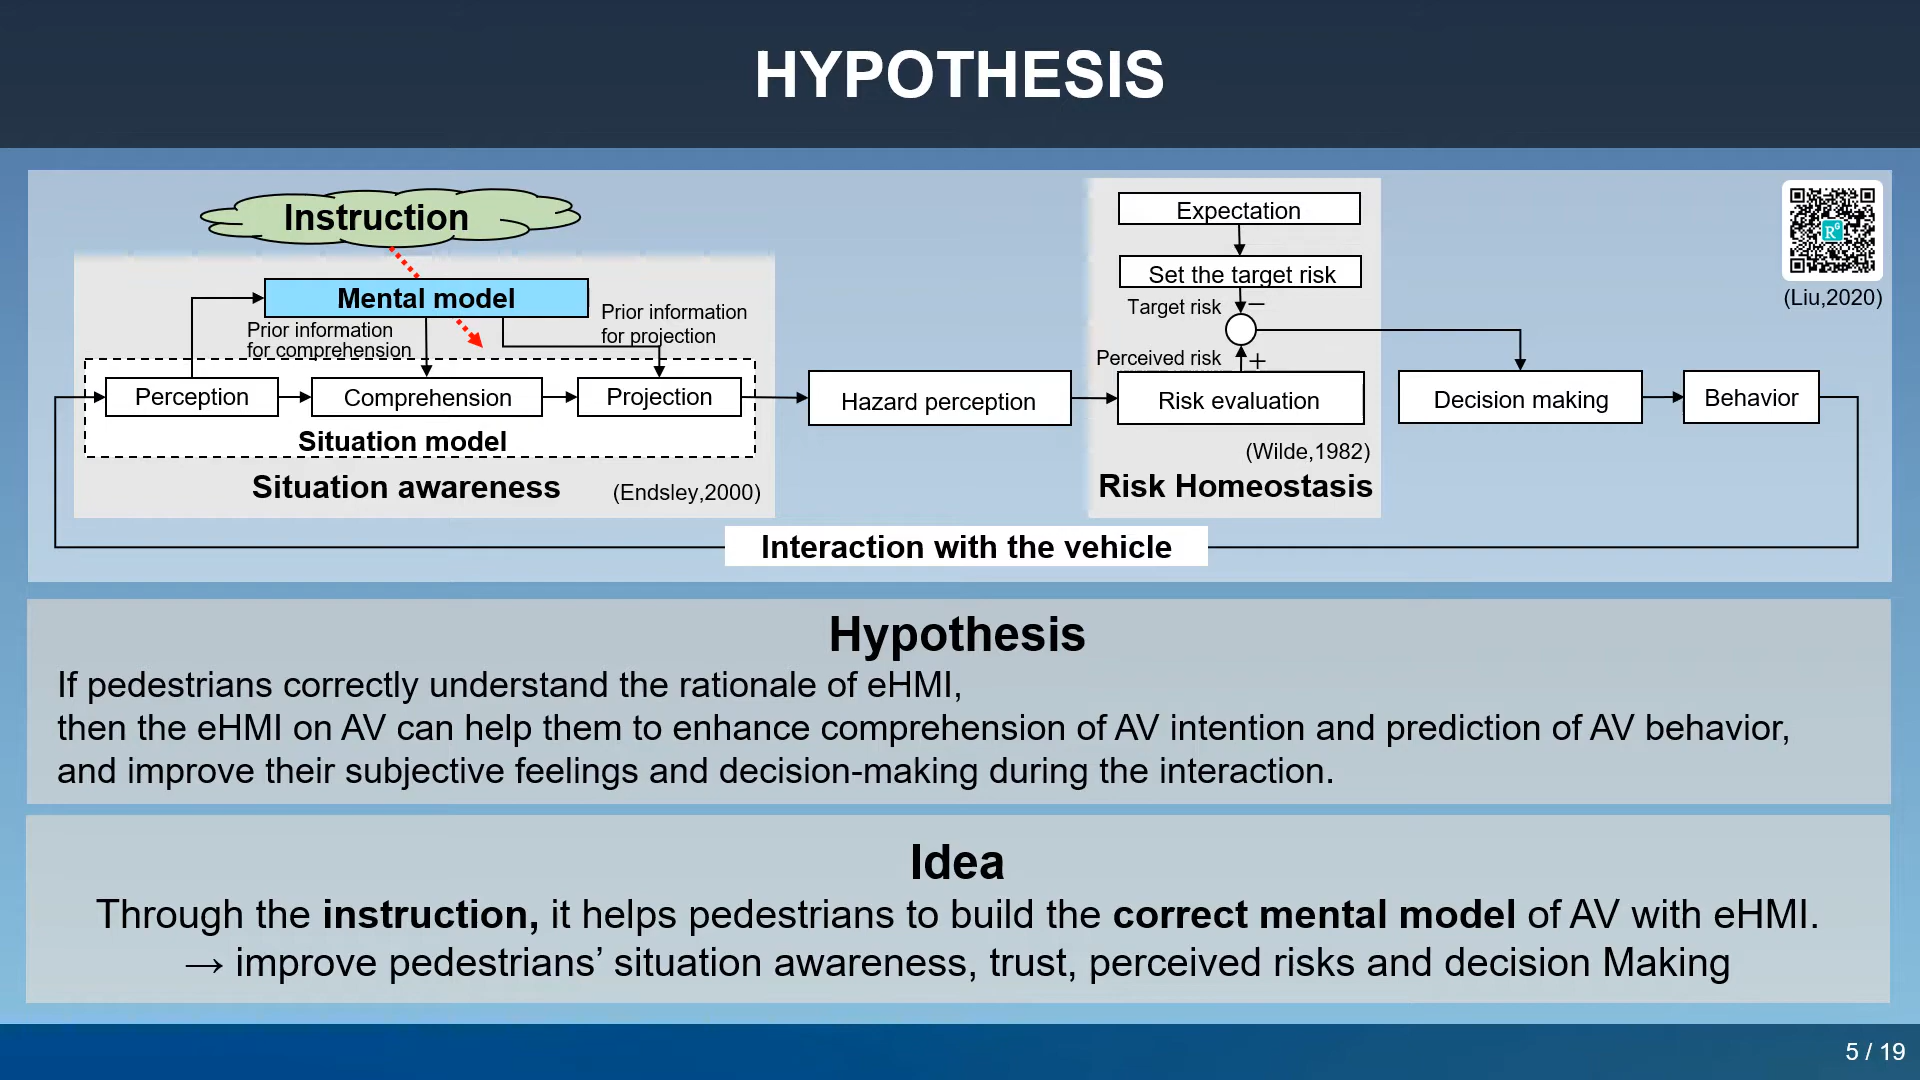 HYPOTHESIS
Instruction
Mental model
Prior information
for comprehension
Prior information
for projection
Perception
Comprehension
Projection
Situation model
Situation awareness
(Endsley,2000)
Hazard perception
Expectation
Set the target risk
Target risk
−
Perceived risk
+
Risk evaluation
(Wilde,1982)
Risk Homeostasis
Decision making
Behavior
R^G
(Liu,2020)
Interaction with the vehicle
Hypothesis
If pedestrians correctly understand the rationale of eHMI,
then the eHMI on AV can help them to enhance comprehension of AV intention and prediction of AV behavior,
and improve their subjective feelings and decision-making during the interaction.
Idea
Through the instruction, it helps pedestrians to build the correct mental model of AV with eHMI.
→ improve pedestrians’ situation awareness, trust, perceived risks and decision Making
5 / 19